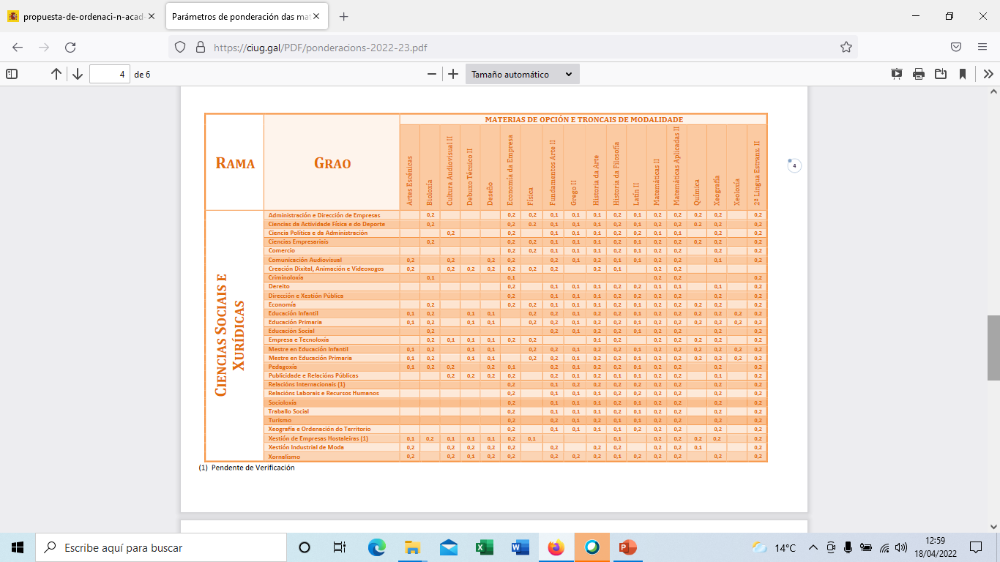 propuesta-de-ordenaci-n-acad
Parámetros de ponderación das mat
https://ciug.gal/PDF/ponderacions-2022-23.pdf
4 de 6
Tamaño automático
RAMA
GRAO
MATERIAS DE OPCIÓN E TRONCAIS DE MODALIDADE
Artes Escénicas
Bioloxía
Cultura Audiovisual II
Debuxo Técnico II
Deseño
Economía da Empresa
Física
Fundamentos Arte II
Grego II
Historia da Arte
Historia da Filosofía
Latín II
Matemáticas II
Matemáticas Aplicadas II
Química
Xeografía
Xeoloxía
2ª Lingua Estranx. II
4
CIENCIAS SOCIAIS E
XURÍDICAS
Administración e Dirección de Empresas 0,2 0,2 0,2 0,1 0,1 0,1 0,2 0,1 0,2 0,2 0,2 0,2 0,2
Ciencias da Actividade Física e do Deporte 0,2 0,2 0.2 0,1 0,1 0,1 0,2 0,1 0,2 0,2 0.2 0,2 0,2
Ciencia Política e da Administración 0,2 0,2 0,1 0,1 0,1 0,2 0,2 0,1 0,1 0,2 0,2
Ciencias Empresariais 0,2 0,2 0,2 0,1 0,1 0,1 0,2 0,1 0,2 0,2 0,2 0,2 0,2
Comercio 0,2 0,2 0,1 0,1 0,1 0,2 0,1 0,2 0,2 0,2 0,2
Comunicación Audiovisual 0,2 0,2 0,2 0,2 0,2 0,1 0,2 0,1 0,1 0,2 0,2 0,1 0,2
Creación Dixital, Animación e Videoxogos 0,2 0,2 0,2 0,2 0,2 0,2 0,2 0,2 0,1 0,2 0,2
Criminoloxía 0,1 0,1 0,2 0,2 0,2
Dereito 0,2 0,1 0,1 0,1 0,2 0,2 0,1 0,1 0,1 0,2
Dirección e Xestión Pública 0,2 0,1 0,1 0,1 0,2 0,2 0,2 0,2 0,2 0,2
Economía 0,2 0,2 0,2 0,1 0,1 0,1 0,2 0,1 0,2 0,2 0,2 0,2 0,2
Educación Infantil 0,1 0,2 0,1 0,1 0,2 0,2 0,1 0,2 0,2 0,1 0,2 0,2 0,2 0,2 0,2 0,2
Educación Primaria 0,1 0,2 0,1 0,1 0,2 0,2 0,1 0,2 0,2 0,1 0,2 0,2 0,2 0,2 0,2 0,2
Educación Social 0,2 0,2 0,1 0,2 0,2 0,1 0,2 0,2 0,2 0,2
Empresa e Tecnoloxía 0,2 0,1 0,1 0,1 0,2 0,2 0,1 0,2 0,2 0,2 0,2 0,2 0,2
Mestre en Educación Infantil 0,1 0,2 0,1 0,1 0,2 0,2 0,1 0,2 0,2 0,1 0,2 0,2 0,2 0,2 0,2 0,2
Mestre en Educación Primaria 0,1 0,2 0,1 0,1 0,2 0,2 0,1 0,2 0,2 0,1 0,2 0,2 0,2 0,2 0,2 0,2
Pedagoxía 0,1 0,2 0,2 0,2 0,1 0,2 0,1 0,2 0,2 0,1 0,2 0,2 0,2 0,2
Publicidade e Relacións Públicas 0,2 0,2 0,2 0,2 0,2 0,1 0,2 0,1 0,1 0,2 0,2 0,1 0,2
Relacións Internacionais (1) 0,2 0,1 0,2 0,2 0,2 0,2 0,2 0,2 0,2 0,2
Relacións Laborais e Recursos Humanos 0,2 0,1 0,1 0,1 0,2 0,2 0,2 0,2 0,2 0,2
Socioloxía 0,2 0,1 0,1 0,1 0,2 0,1 0,2 0,2 0,2 0,2
Traballo Social 0,2 0,1 0,1 0,1 0,2 0,1 0,2 0,2 0,2 0,2
Turismo 0,2 0,2 0,1 0,2 0,1 0,1 0,2 0,2 0,2 0,2
Xeografía e Ordenación do Territorio 0,2 0,1 0,1 0,1 0,1 0,2 0,2 0,2 0,2 0,2
Xestión de Empresas Hostaleiras (1) 0,1 0,2 0,1 0,1 0,1 0,2 0,1 0,1 0,2 0,2 0,2 0,2 0,2
Xestión Industrial de Moda 0,2 0,2 0,2 0,2 0,2 0,2 0,2 0,2 0,2 0,2 0,1 0,2
Xornalismo 0,2 0,2 0,1 0,2 0,2 0,2 0,2 0,2 0,1 0,2 0,2 0,2 0,2 0,2
(1) Pendente de Verificación
Escribe aquí para buscar
14°C
12:59
18/04/2022